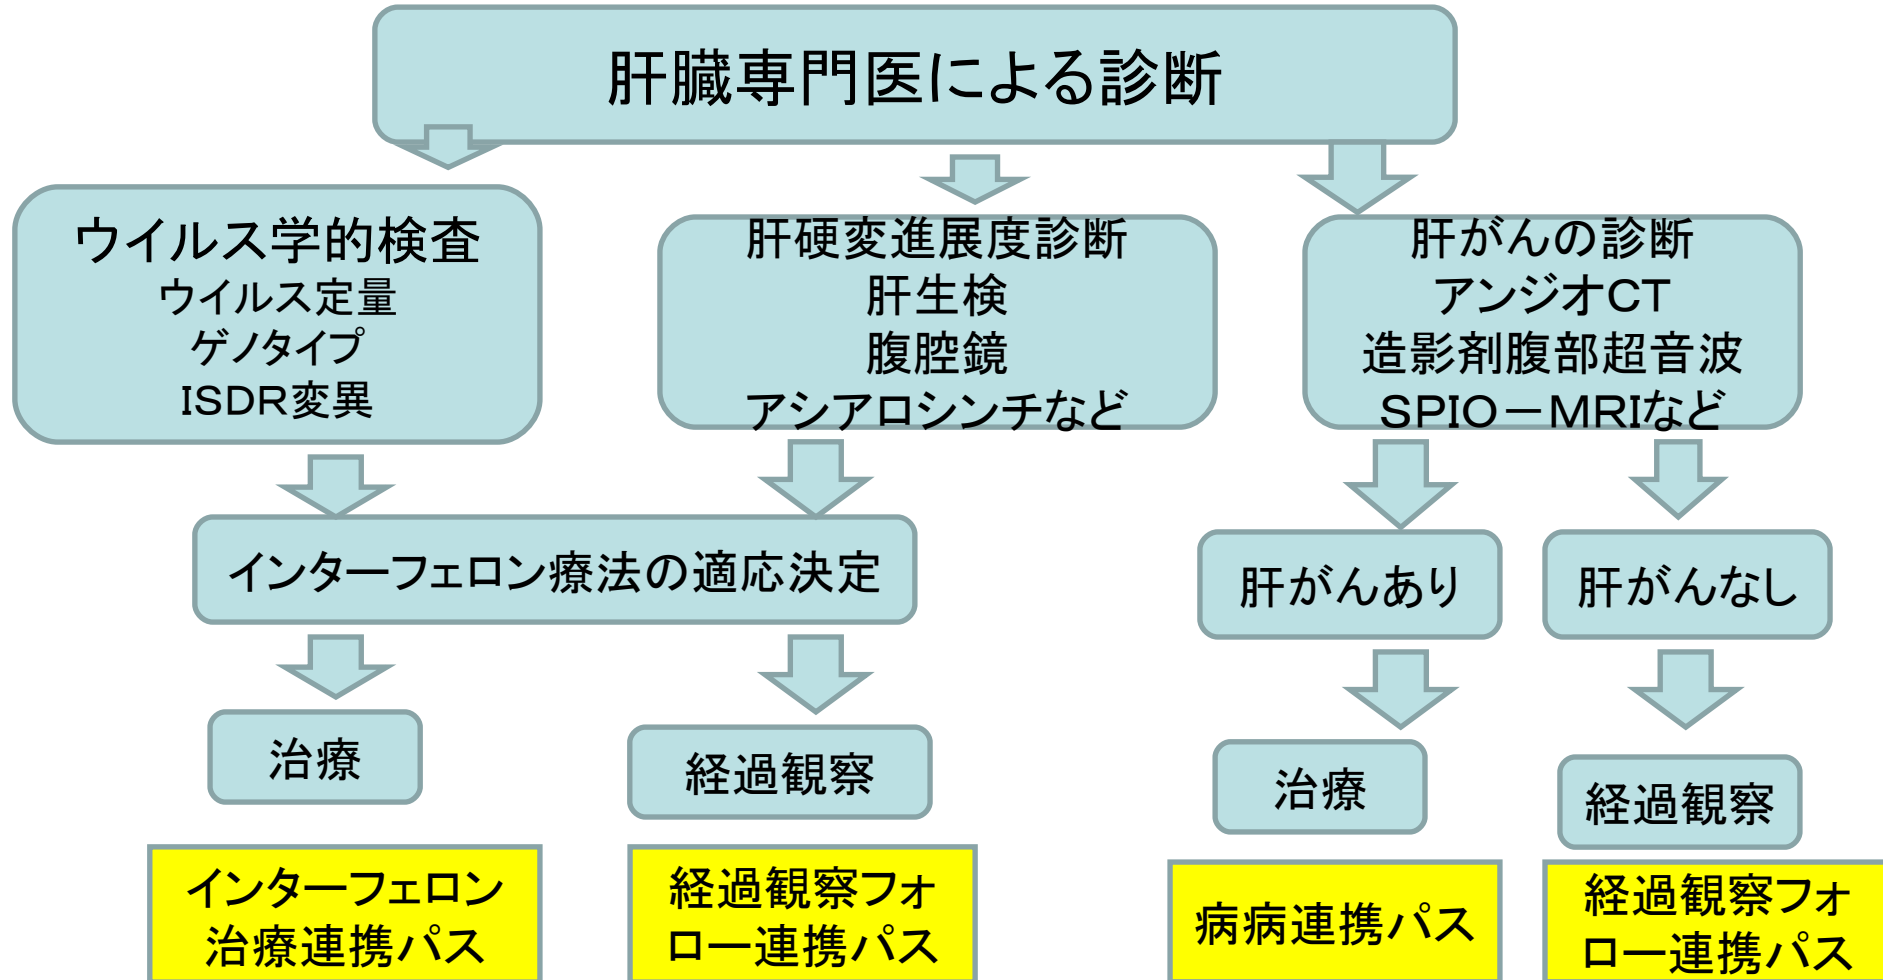 肝臓専門医による診断
ウイルス学的検査
ウイルス定量
ゲノタイプ
ISDR変異
肝硬変進展度診断
肝生検
腹腔鏡
アシアロシンチなど
肝がんの診断
アンジオCT
造影剤腹部超音波
SPIO－MRIなど
インターフェロン療法の適応決定
肝がんあり
肝がんなし
治療
経過観察
治療
経過観察
インターフェロン
治療連携パス
経過観察フォ
ロー連携パス
病病連携パス
経過観察フォ
ロー連携パス